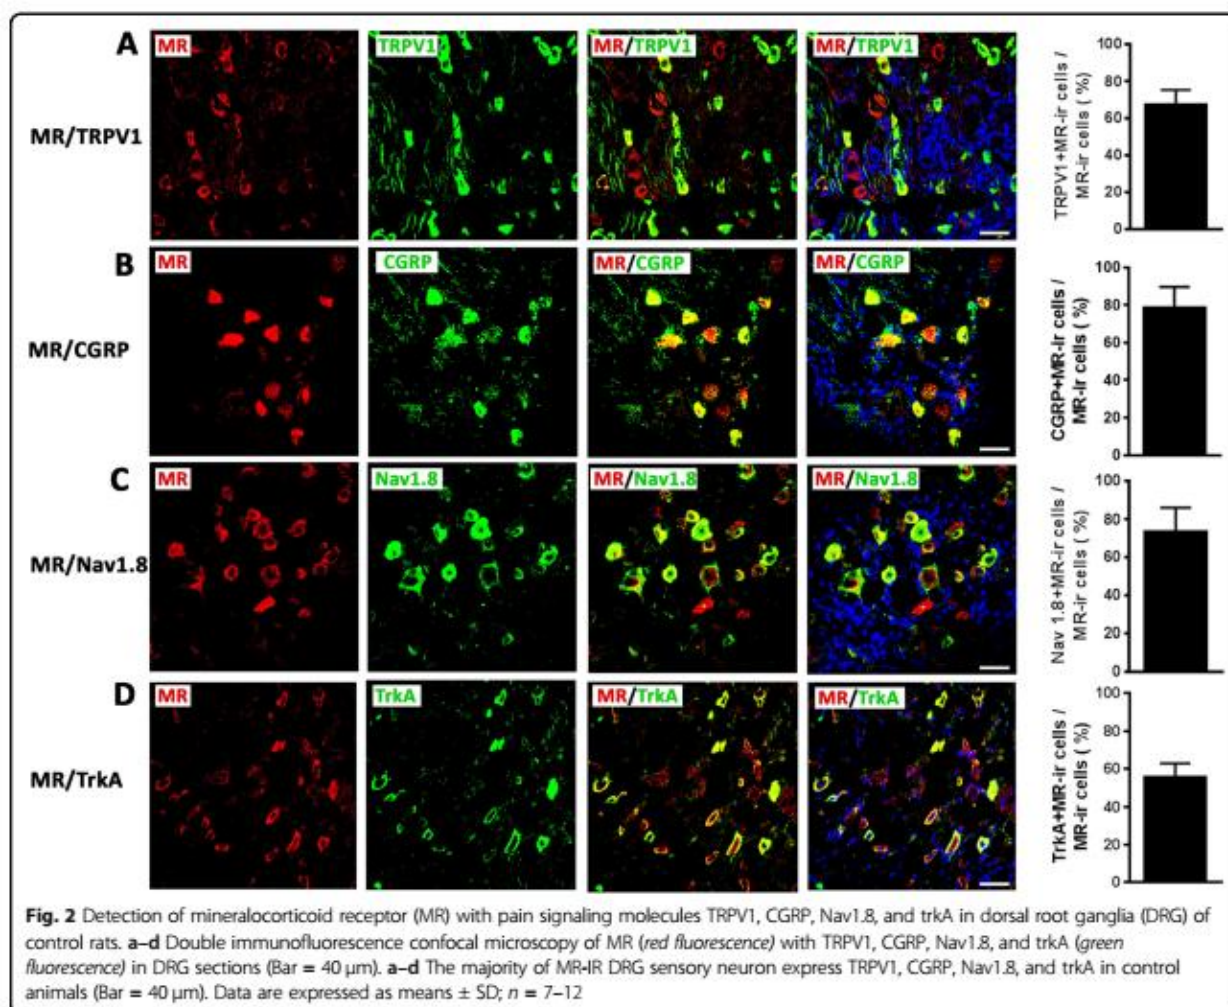 A
MR
TRPV1
MR/TRPV1
MR/TRPV1
MR/TRPV1
TRPV1+MR-ir cells /
MR-ir cells ( %)
100
80
60
40
20
0
B
MR
CGRP
MR/CGRP
MR/CGRP
MR/CGRP
CGRP+MR-ir cells /
MR-ir cells ( %)
100
80
60
40
20
0
C
MR
Nav1.8
MR/Nav1.8
MR/Nav1.8
MR/Nav1.8
Nav 1.8+MR-ir cells /
MR-ir cells ( %)
100
80
60
40
20
0
D
MR
TrkA
MR/TrkA
MR/TrkA
MR/TrkA
TrkA+MR-ir cells /
MR-ir cells ( %)
100
80
60
40
20
0
Fig. 2 Detection of mineralocorticoid receptor (MR) with pain signaling molecules TRPV1, CGRP, Nav1.8, and trkA in dorsal root ganglia (DRG) of
control rats. a–d Double immunofluorescence confocal microscopy of MR (red fluorescence) with TRPV1, CGRP, Nav1.8, and trkA (green
fluorescence) in DRG sections (Bar = 40 μm). a–d The majority of MR-IR DRG sensory neuron express TRPV1, CGRP, Nav1.8, and trkA in control
animals (Bar = 40 μm). Data are expressed as means ± SD; n = 7–12